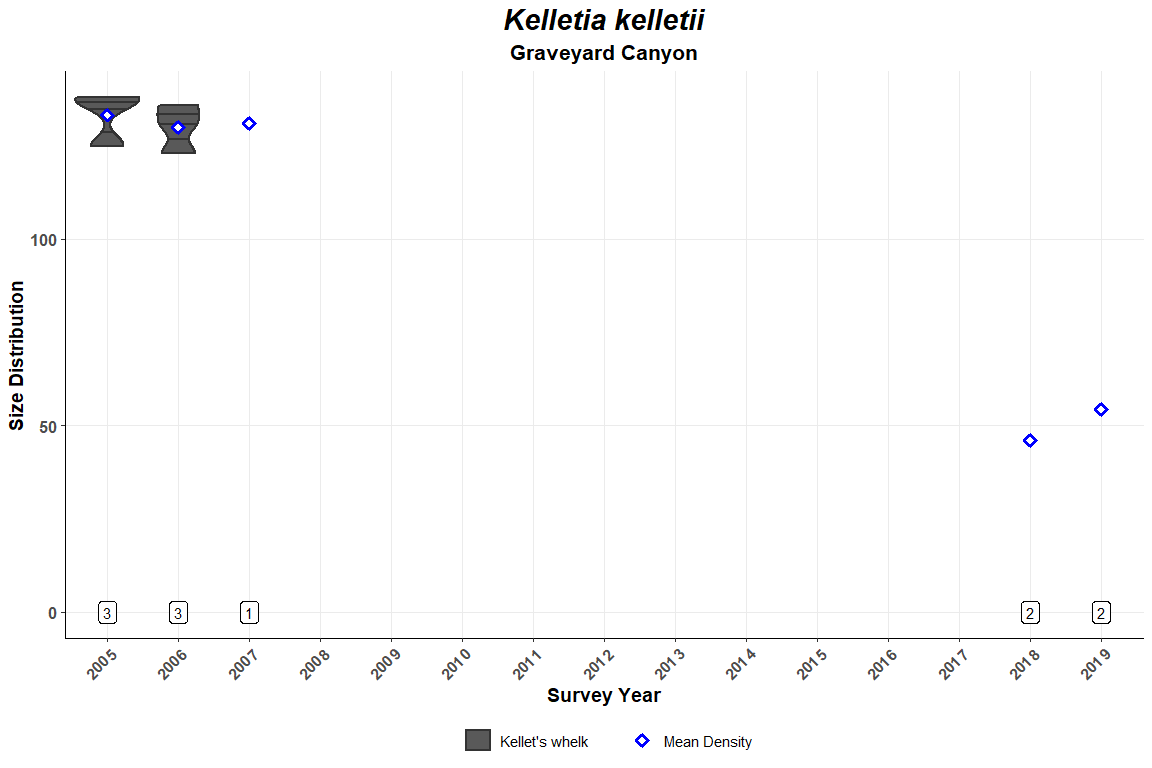 Kelletia kelletii
Graveyard Canyon
Size Distribution
100
50
0
3 3 1 2 2
2005 2006 2007 2008 2009 2010 2011 2012 2013 2014 2015 2016 2017 2018 2019
Survey Year
Kellet's whelk Mean Density